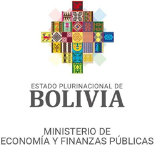 ESTADO PLURINACIONAL DE
BOLIVIA
MINISTERIO DE
ECONOMÍA Y FINANZAS PÚBLICAS